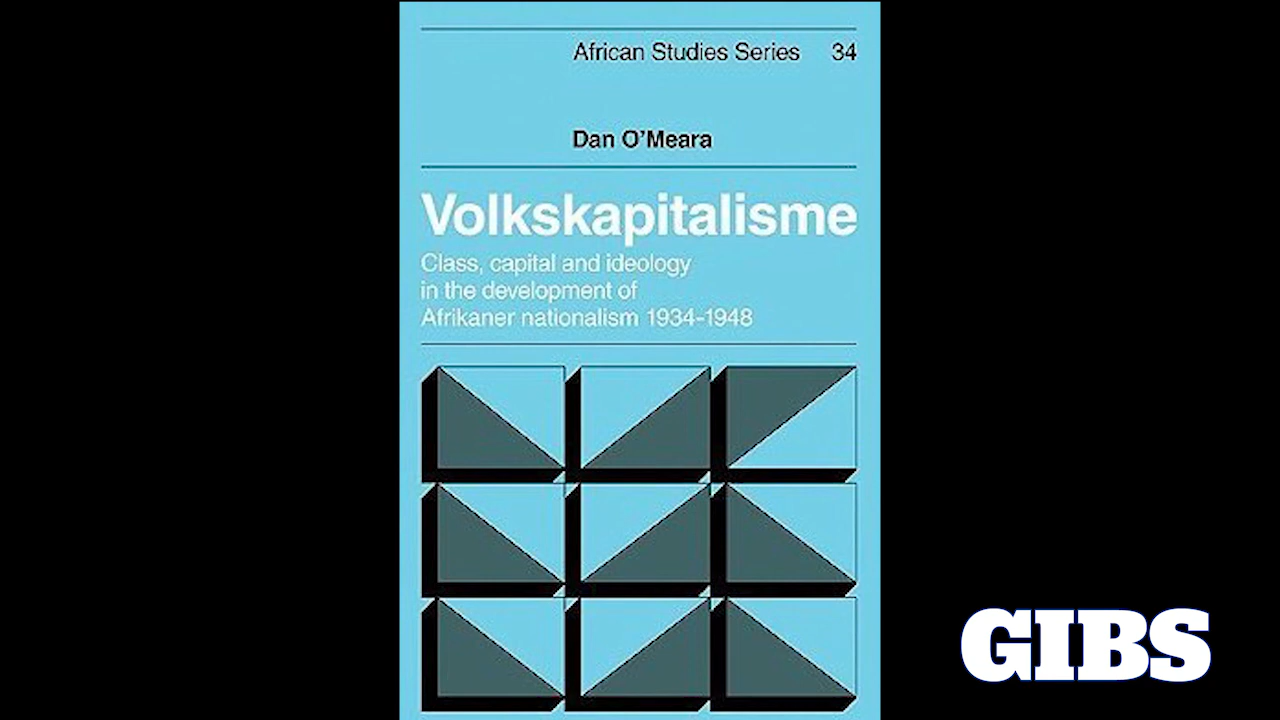 African Studies Series 34
Dan O'Meara
Volkskapitalisme
Class, capital and ideology
in the development of
Afrikaner nationalism 1934-1948
GIBS